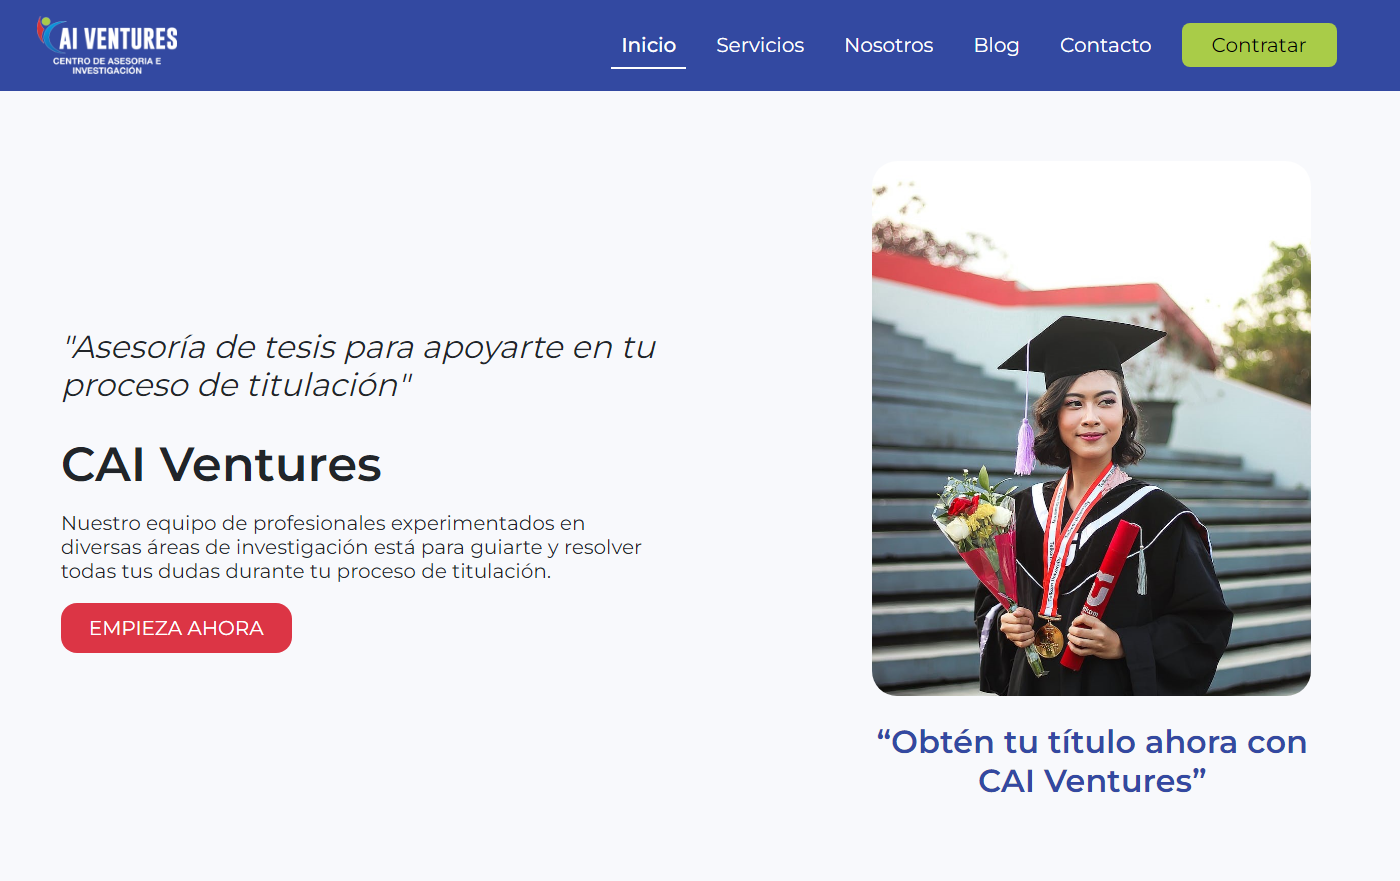 AI VENTURES
CENTRO DE ASESORIA E
INVESTIGACIÓN
Inicio
Servicios
Nosotros
Blog
Contacto
Contratar
"Asesoría de tesis para apoyarte en tu
proceso de titulación"
CAI Ventures
Nuestro equipo de profesionales experimentados en
diversas áreas de investigación está para guiarte y resolver
todas tus dudas durante tu proceso de titulación.
EMPIEZA AHORA
“Obtén tu título ahora con
CAI Ventures”